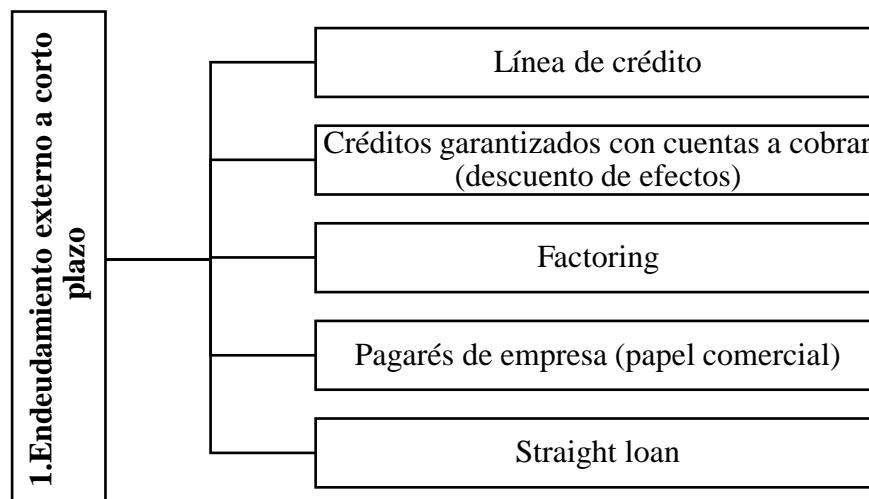 1.Endeudamiento externo a corto
plazo
Línea de crédito
Créditos garantizados con cuentas a cobrar
(descuento de efectos)
Factoring
Pagarés de empresa (papel comercial)
Straight loan